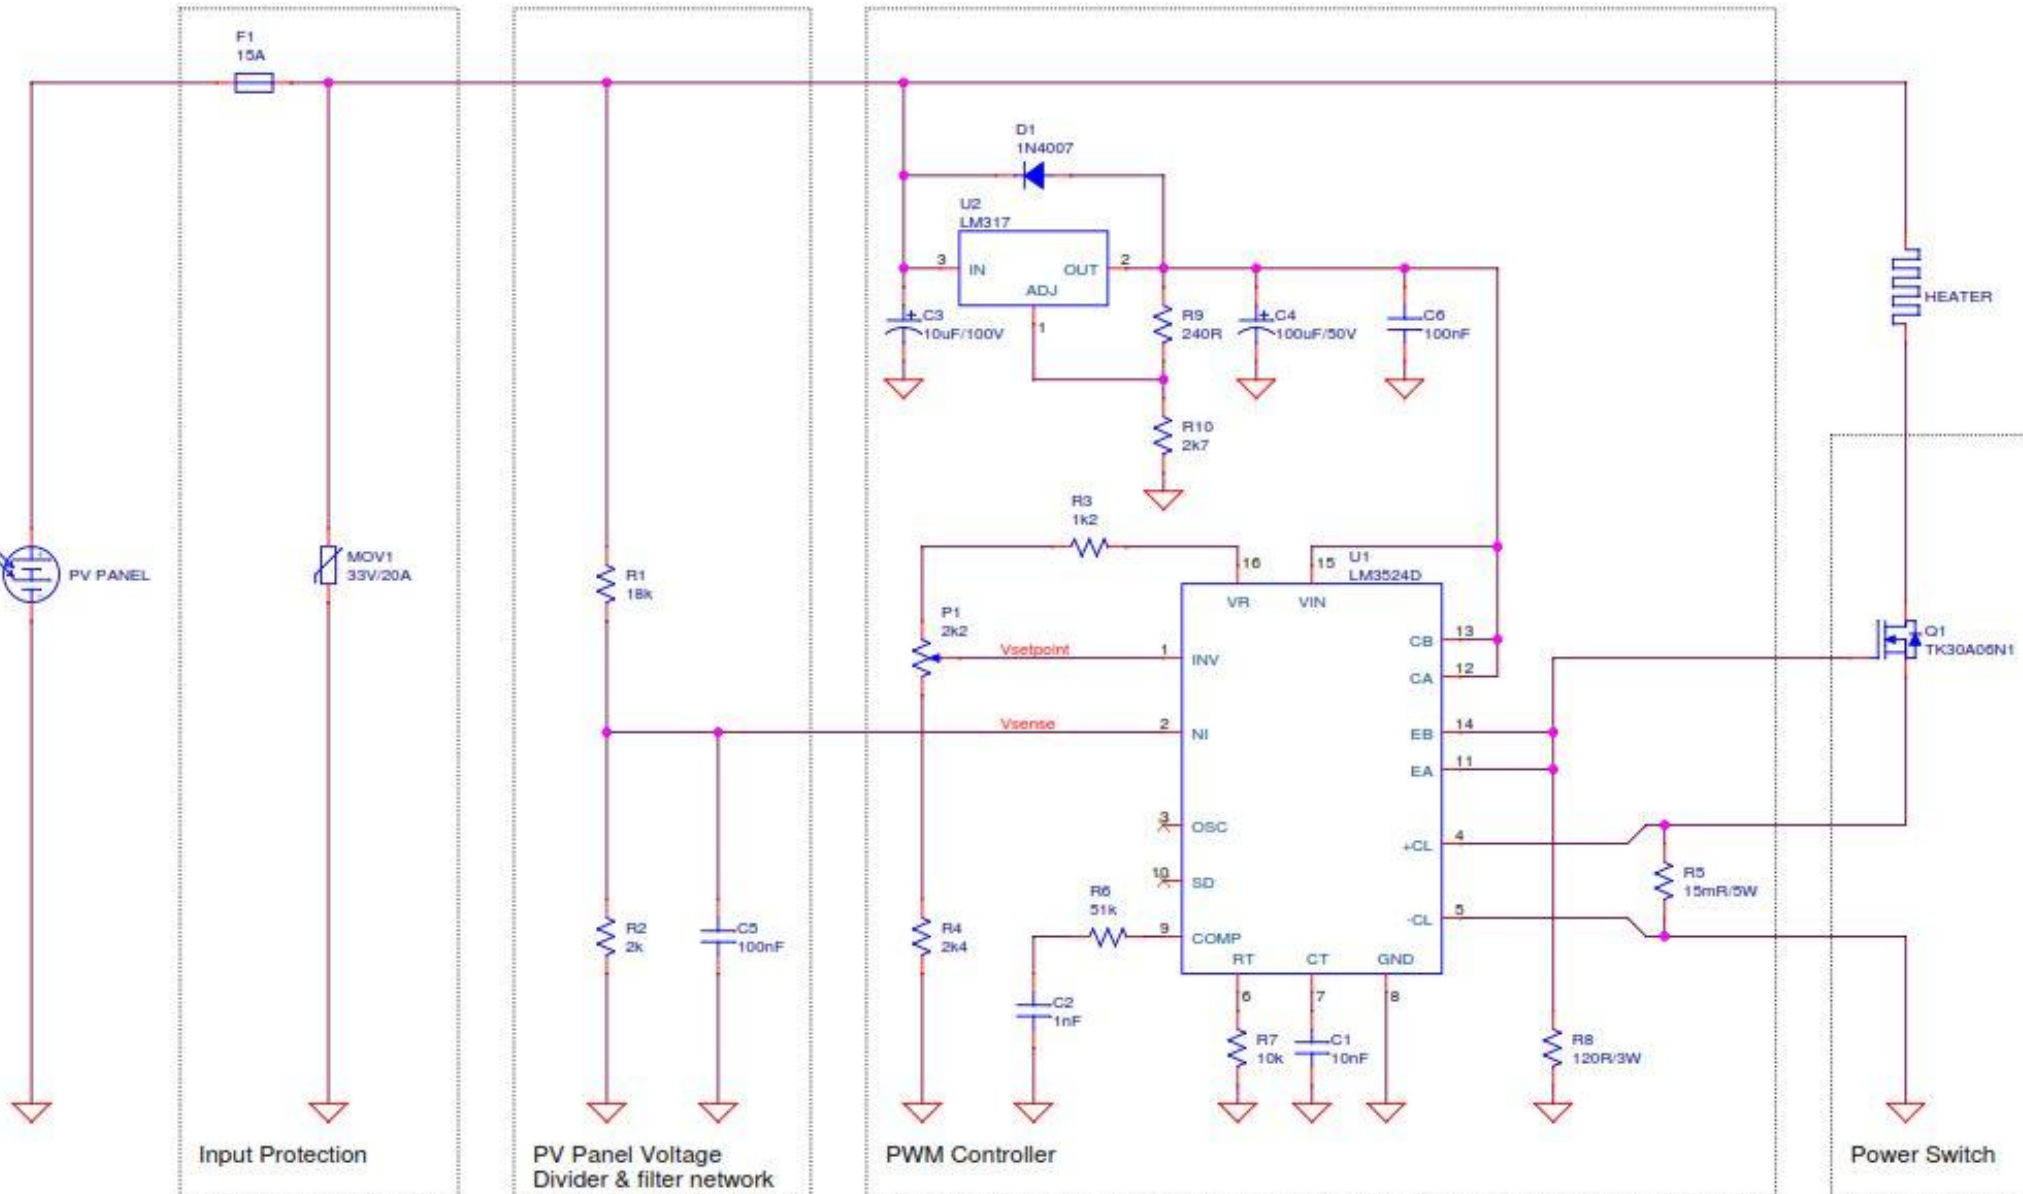 F1
15A
D1
1N4007
U2
LM317
3
IN
OUT
2
ADJ
1
C3
10uF/100V
R9
240R
C4
100uF/50V
C6
100nF
HEATER
R10
2k7
R3
1k2
PV PANEL
MOV1
33V/20A
R1
18k
P1
2k2
16
15
U1
LM3524D
VR
VIN
Vsetpoint
1
INV
CB
13
CA
12
Q1
TK30A06N1
Vsense
2
NI
EB
14
EA
11
3
OSC
+CL
4
10
SD
R5
15mR/5W
-CL
5
R2
2k
C5
100nF
R4
2k4
R6
51k
9
COMP
RT
CT
GND
6
7
8
C2
1nF
R7
10k
C1
10nF
R8
120R/3W
Input Protection
PV Panel Voltage
Divider & filter network
PWM Controller
Power Switch